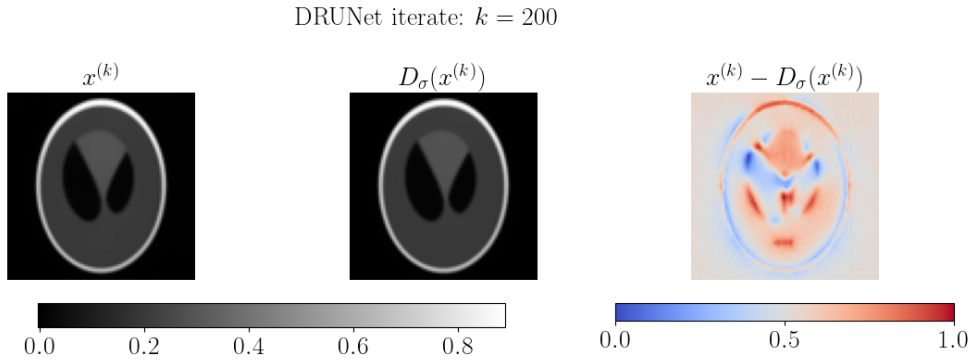 DRUNet iterate: k = 200
x^{(k)}
D_σ(x^{(k)})
x^{(k)} − D_σ(x^{(k)})
0.0 0.2 0.4 0.6 0.8
0.0 0.5 1.0